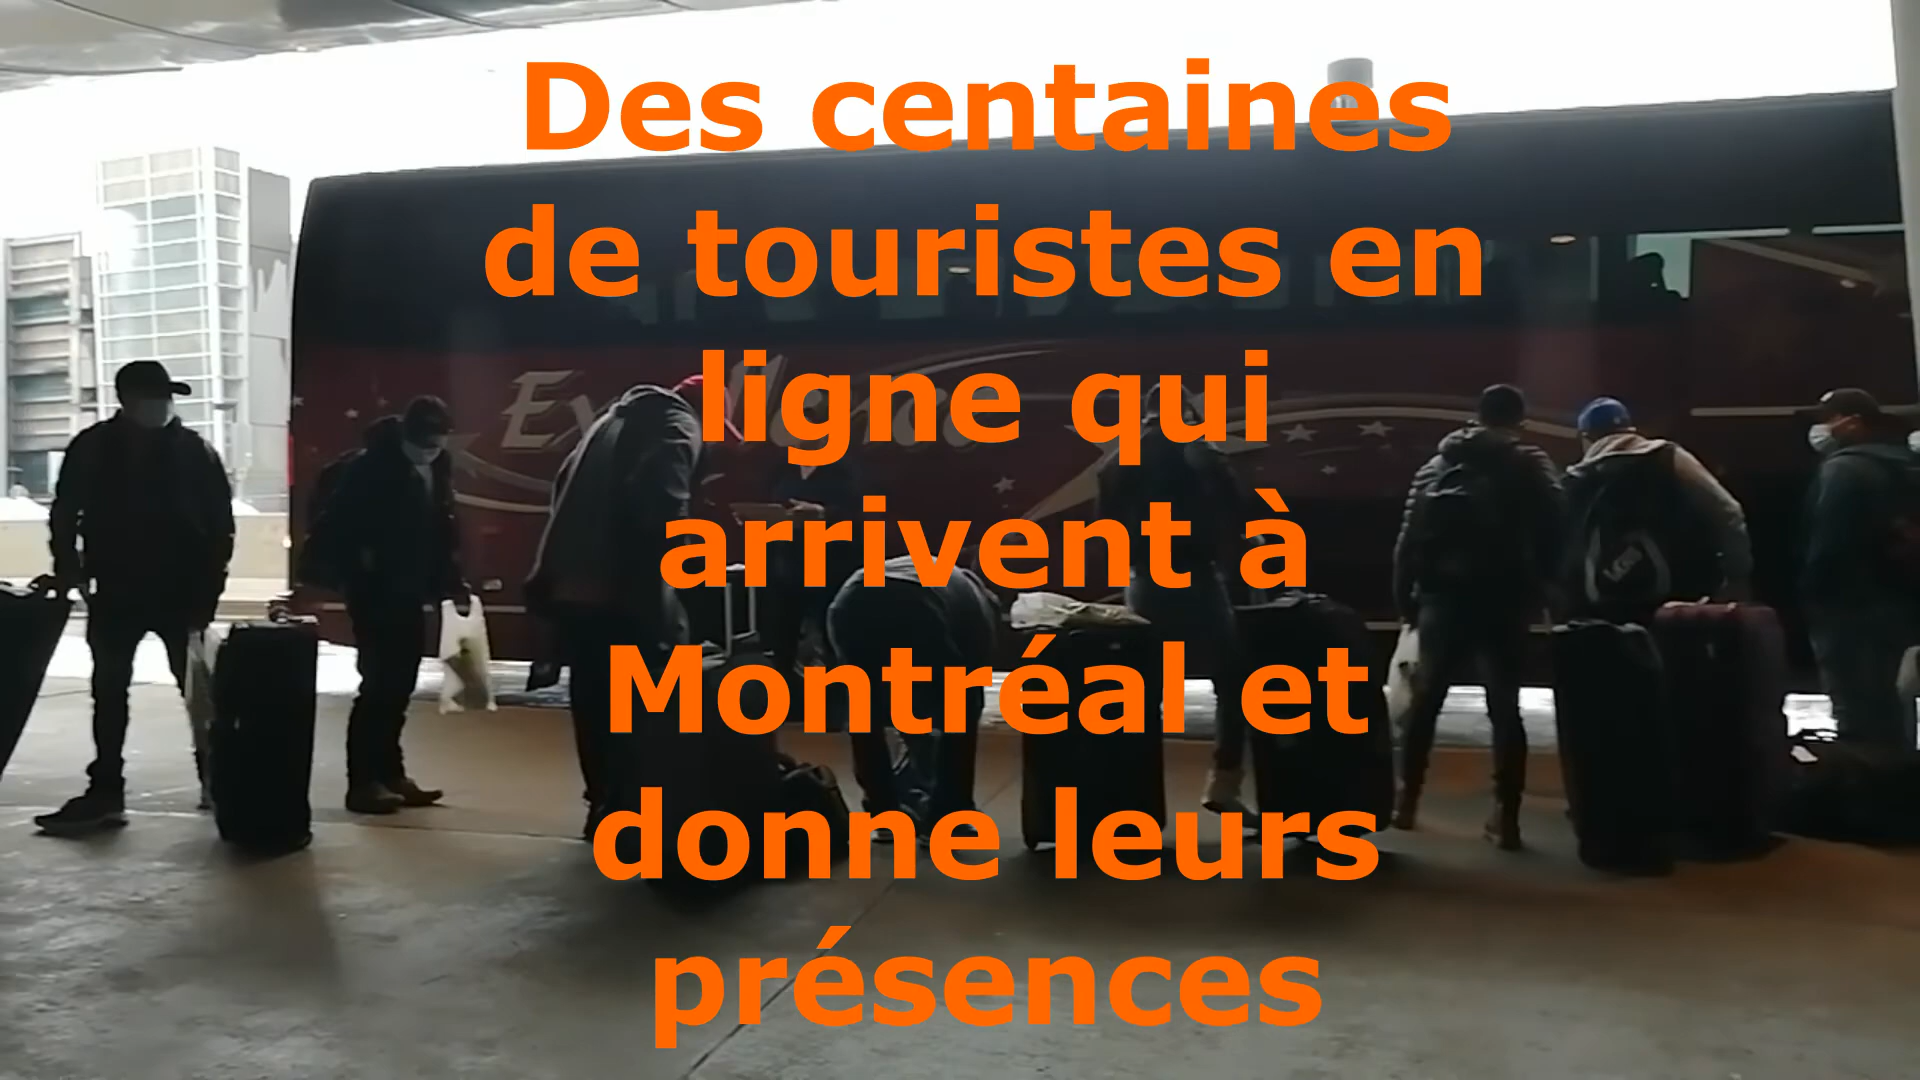 Des centaines
de touristes en
ligne qui
arrivent à
Montréal et
donne leurs
présences